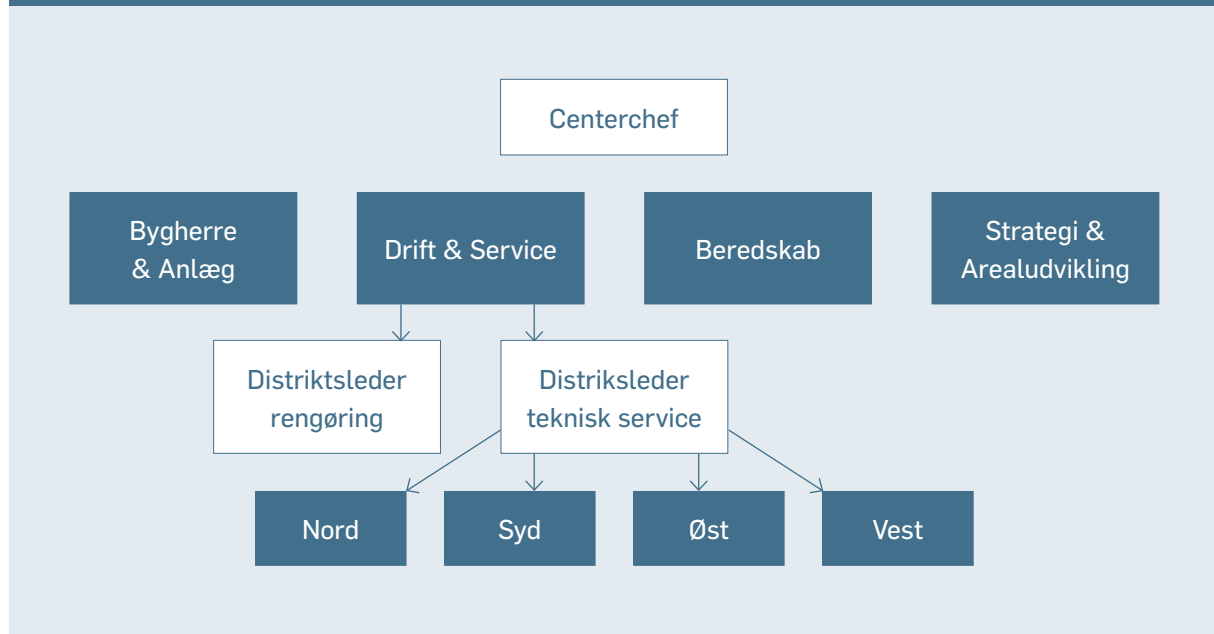 Centerchef
Bygherre
& Anlæg
Drift & Service
Beredskab
Strategi &
Arealudvikling
Distriktsleder
rengøring
Distriksleder
teknisk service
Nord
Syd
Øst
Vest